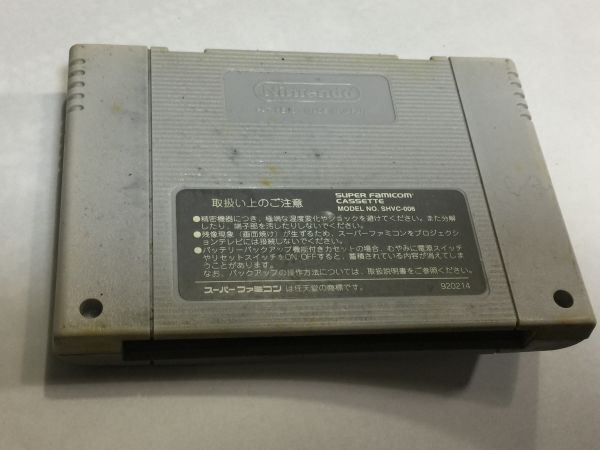 Nintendo
取扱い上のご注意
SUPER FAMICOM
CASSETTE
MODEL NO. SHVC-006
●精密機器につき、極端な温度変化やショックを避けてください。また分解
したり、端子部を汚したりしないでください。
●残像現象(画面焼け)が生ずるため、スーパーファミコンをプロジェクシ
ョンテレビには接続しないでください。
●バッテリーバックアップ機能付きカセットの場合、むやみに電源スイッチ
やリセットスイッチをON OFFすると、蓄積されている内容が消えてしま
うことがあります。
なお、バックアップの操作方法については、取扱説明書をご参照ください。
スーパーファミコン は任天堂の商標です。
920214